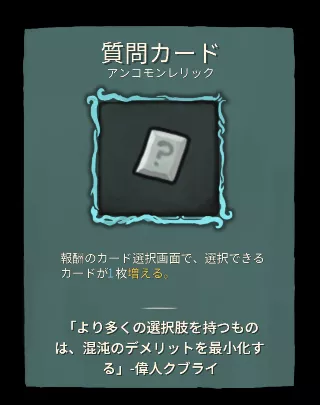 質問カード
アンコモンレリック
?
報酬のカード選択画面で、選択できる
カードが1枚増える。
「より多くの選択肢を持つもの
は、混沌のデメリットを最小化す
る」-偉人クブライ